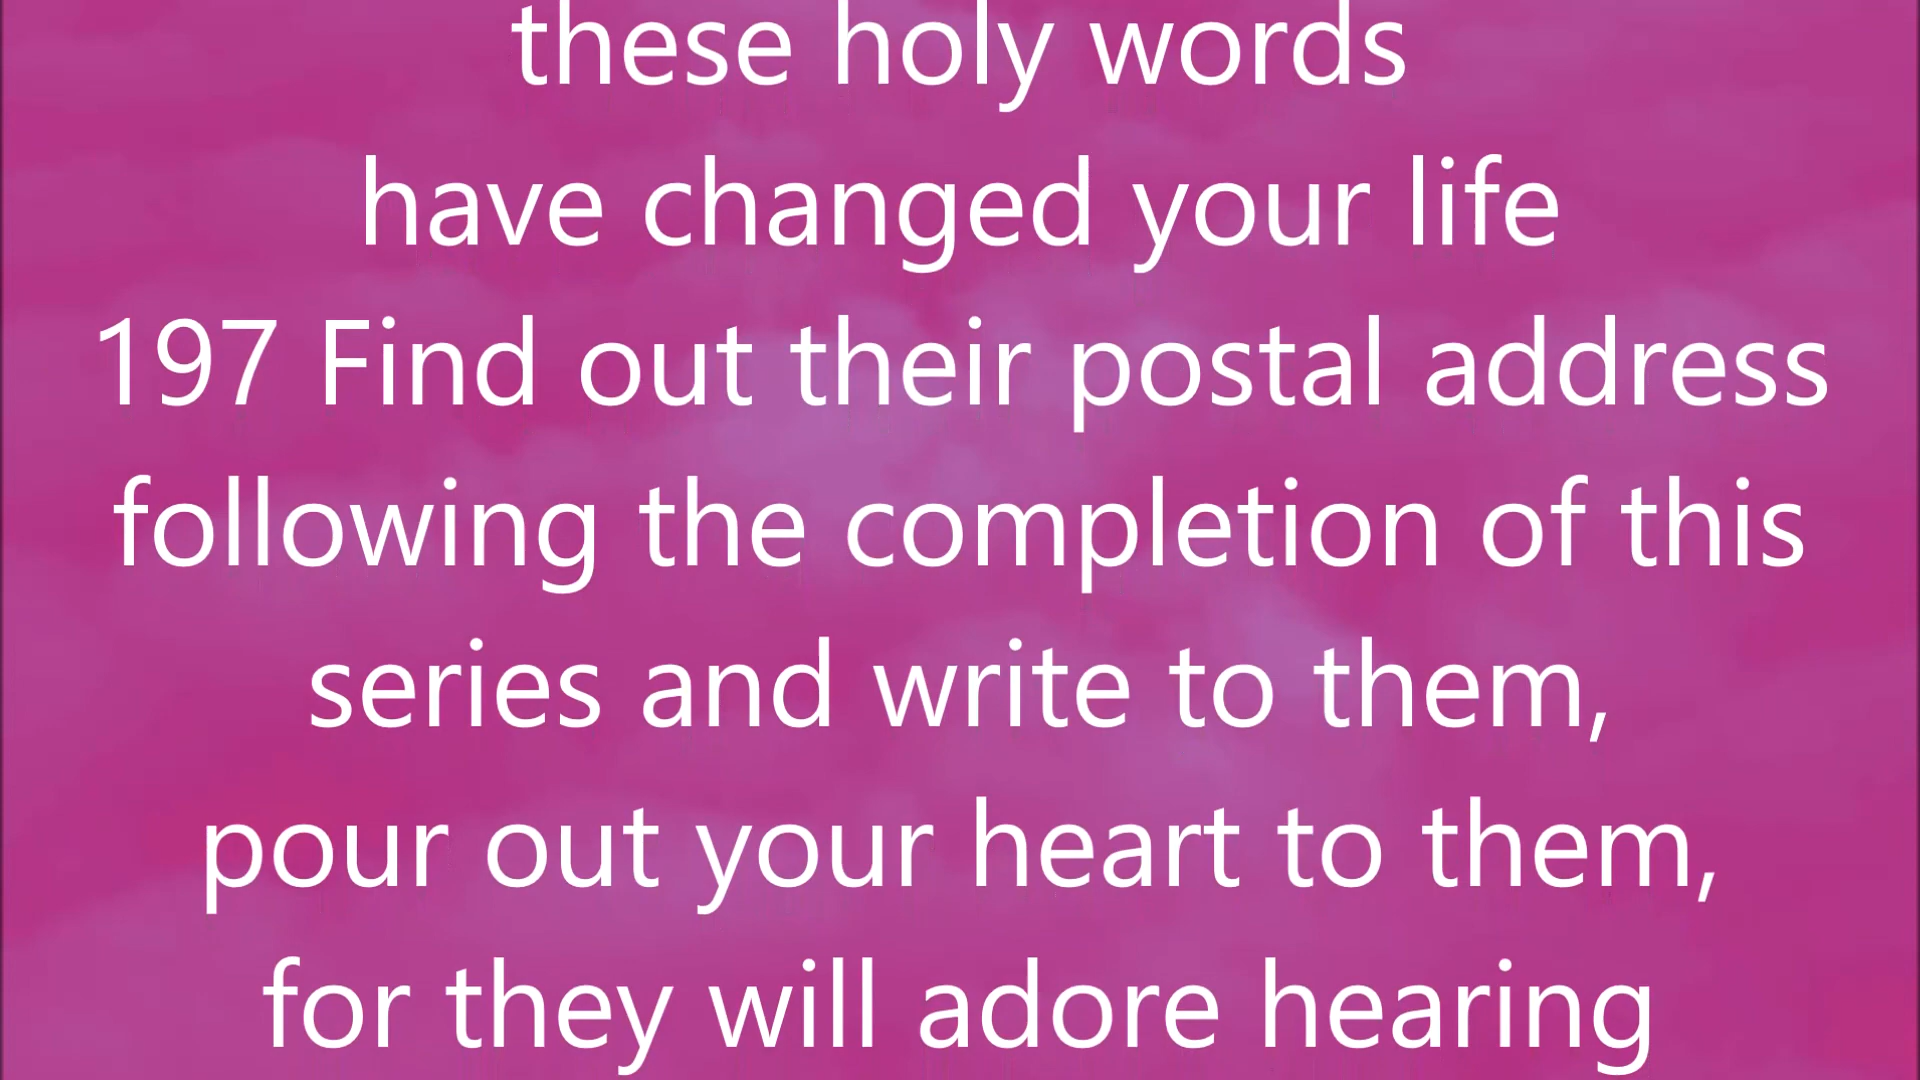 these holy words
have changed your life
197 Find out their postal address
following the completion of this
series and write to them,
pour out your heart to them,
for they will adore hearing